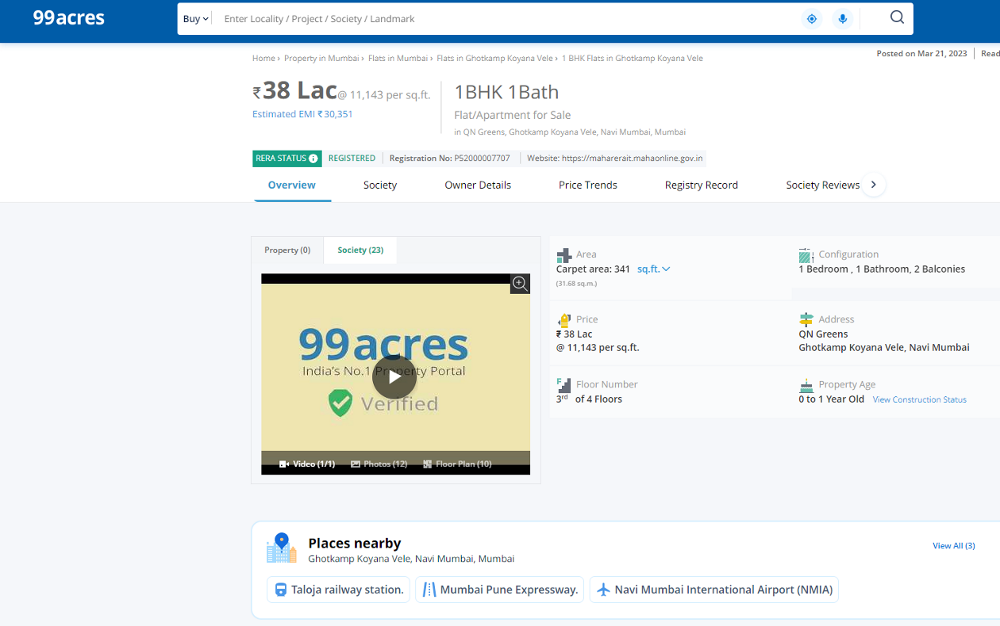 99acres
Buy
Enter Locality / Project / Society / Landmark
Home › Property in Mumbai › Flats in Mumbai › Flats in Ghotkamp Koyana Vele › 1 BHK Flats in Ghotkamp Koyana Vele
Posted on Mar 21, 2023 | Read
₹38 Lac @ 11,143 per sq.ft.
Estimated EMI ₹ 30,351
1BHK 1Bath
Flat/Apartment for Sale
in QN Greens, Ghotkamp Koyana Vele, Navi Mumbai, Mumbai
RERA STATUS REGISTERED | Registration No: P52000007707 | Website: https://maharerait.mahaonline.gov.in
Overview Society Owner Details Price Trends Registry Record Society Reviews
Property (0) Society (23)
99acres
India's No.1 Property Portal
Verified
Video (1/1) Photos (12) Floor Plan (10)
Area
Carpet area: 341 sq.ft.
(31.68 sq.m.)
Configuration
1 Bedroom , 1 Bathroom, 2 Balconies
Price
₹ 38 Lac
@ 11,143 per sq.ft.
Address
QN Greens
Ghotkamp Koyana Vele, Navi Mumbai
Floor Number
3rd of 4 Floors
Property Age
0 to 1 Year Old View Construction Status
Places nearby
Ghotkamp Koyana Vele, Navi Mumbai, Mumbai
View All (3)
Taloja railway station.
Mumbai Pune Expressway.
Navi Mumbai International Airport (NMIA)